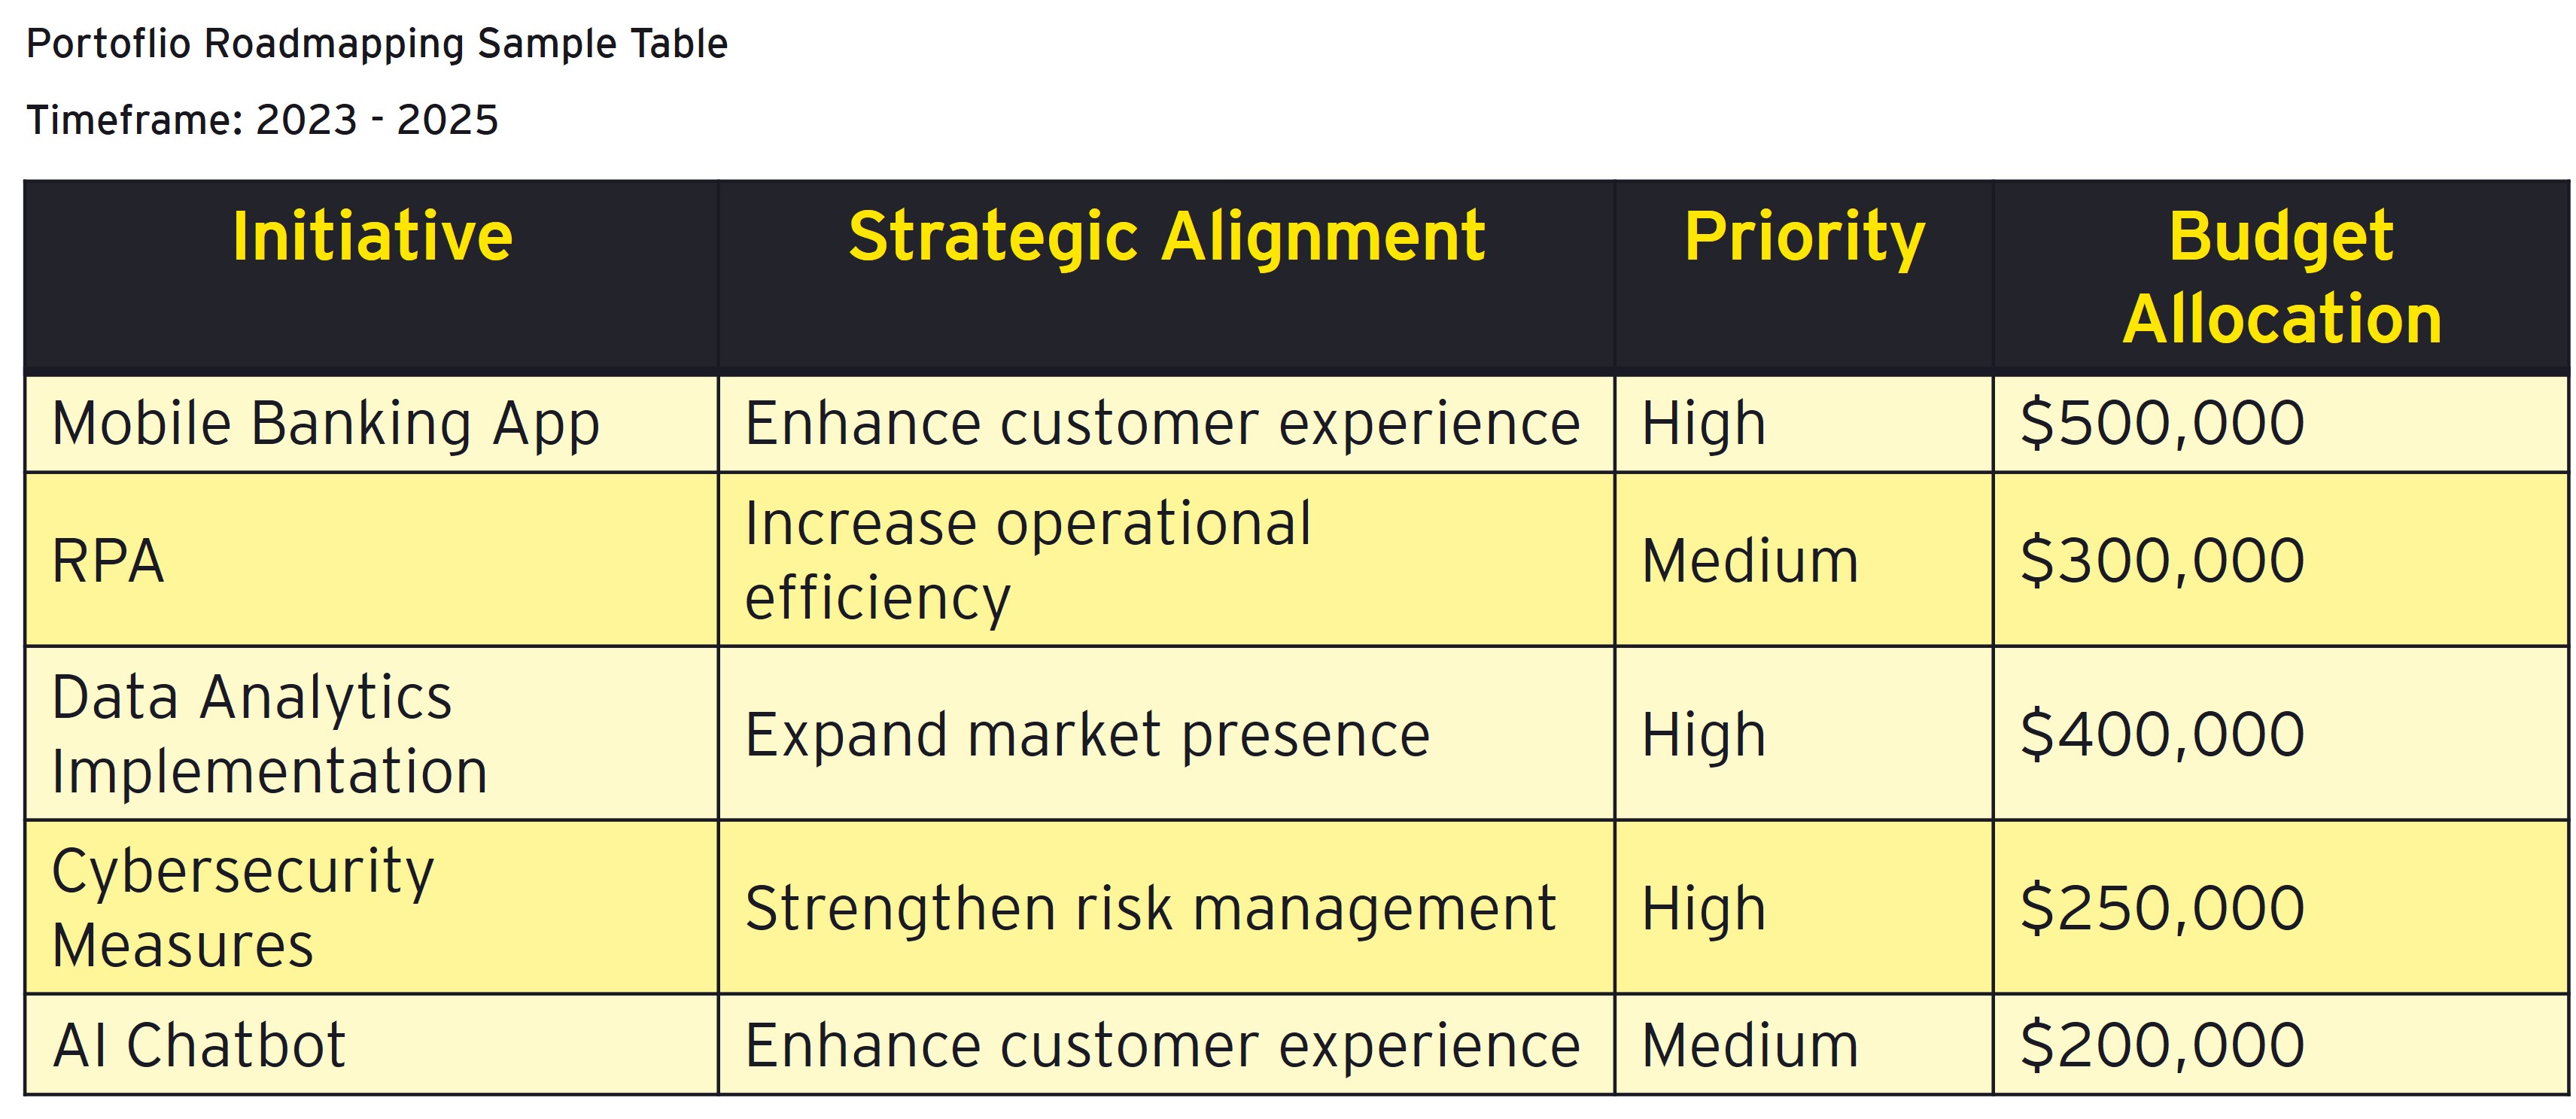 Portoflio Roadmapping Sample Table
Timeframe: 2023 - 2025
Initiative Strategic Alignment Priority Budget
Allocation
Mobile Banking App Enhance customer experience High $500,000
RPA Increase operational
efficiency Medium $300,000
Data Analytics
Implementation Expand market presence High $400,000
Cybersecurity
Measures Strengthen risk management High $250,000
AI Chatbot Enhance customer experience Medium $200,000